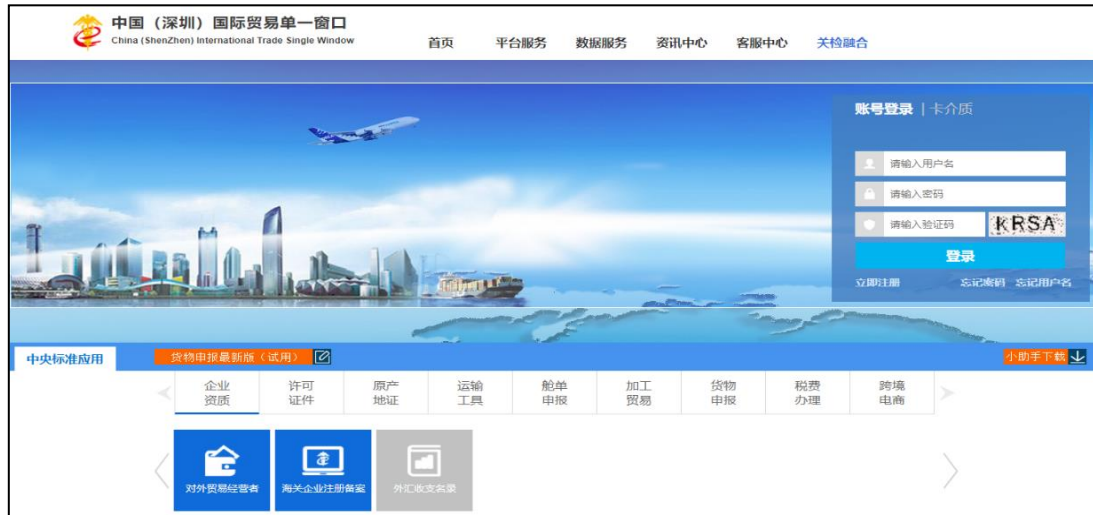 中国（深圳）国际贸易单一窗口
China (ShenZhen) International Trade Single Window
首页 平台服务 数据服务 资讯中心 客服中心 关检融合
账号登录 | 卡介质
请输入用户名
请输入密码
请输入验证码 KRSA
登录
立即注册 忘记密码 忘记用户名
中央标准应用 货物申报最新版（试用） 小助手下载
企业 许可 原产 运输 舱单 加工 货物 税费 跨境
资质 证件 地证 工具 申报 贸易 申报 办理 电商
对外贸易经营者 海关企业注册备案 外汇收支名录